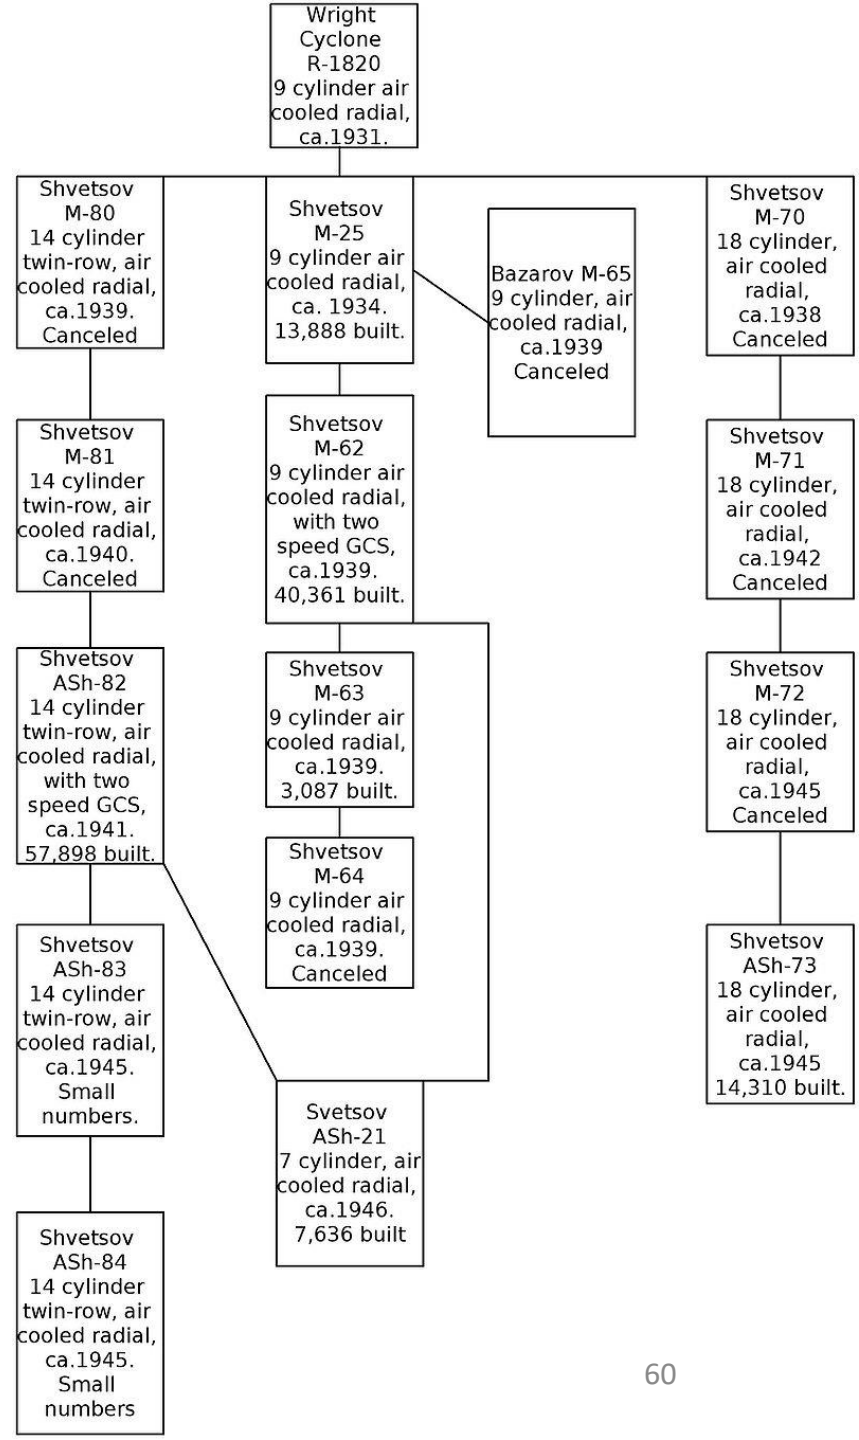 Wright
Cyclone
R-1820
9 cylinder air
cooled radial,
ca.1931.
Shvetsov
M-80
14 cylinder
twin-row, air
cooled radial,
ca.1939.
Canceled
Shvetsov
M-25
9 cylinder air
cooled radial,
ca. 1934.
13,888 built.
Bazarov M-65
9 cylinder, air
cooled radial,
ca.1939
Canceled
Shvetsov
M-70
18 cylinder,
air cooled
radial,
ca.1938
Canceled
Shvetsov
M-81
14 cylinder
twin-row, air
cooled radial,
ca.1940.
Canceled
Shvetsov
M-62
9 cylinder air
cooled radial,
with two
speed GCS,
ca.1939.
40,361 built.
Shvetsov
M-71
18 cylinder,
air cooled
radial,
ca.1942
Canceled
Shvetsov
ASh-82
14 cylinder
twin-row, air
cooled radial,
with two
speed GCS,
ca.1941.
57,898 built.
Shvetsov
M-63
9 cylinder air
cooled radial,
ca.1939.
3,087 built.
Shvetsov
M-72
18 cylinder,
air cooled
radial,
ca.1945
Canceled
Shvetsov
M-64
9 cylinder air
cooled radial,
ca.1939.
Canceled
Shvetsov
ASh-83
14 cylinder
twin-row, air
cooled radial,
ca.1945.
Small
numbers.
Shvetsov
ASh-73
18 cylinder,
air cooled
radial,
ca.1945
14,310 built.
Svetsov
ASh-21
7 cylinder, air
cooled radial,
ca.1946.
7,636 built
Shvetsov
ASh-84
14 cylinder
twin-row, air
cooled radial,
ca.1945.
Small
numbers
60